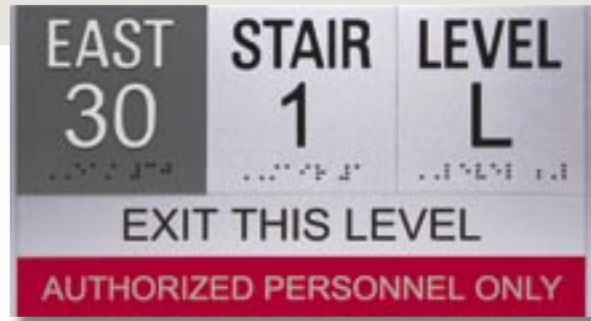 EAST
30
STAIR
1
LEVEL
L
EXIT THIS LEVEL
AUTHORIZED PERSONNEL ONLY